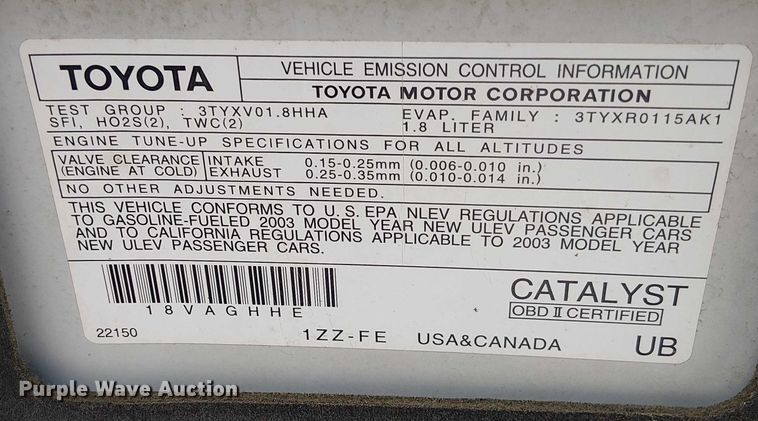 TOYOTA
VEHICLE EMISSION CONTROL INFORMATION
TOYOTA MOTOR CORPORATION
TEST GROUP : 3TYXV01.8HHA EVAP. FAMILY : 3TYXR0115AK1
SFI, HO2S(2), TWC(2) 1.8 LITER
ENGINE TUNE-UP SPECIFICATIONS FOR ALL ALTITUDES
VALVE CLEARANCE INTAKE 0.15-0.25mm (0.006-0.010 in.)
(ENGINE AT COLD) EXHAUST 0.25-0.35mm (0.010-0.014 in.)
NO OTHER ADJUSTMENTS NEEDED.
THIS VEHICLE CONFORMS TO U.S. EPA NLEV REGULATIONS APPLICABLE
TO GASOLINE-FUELED 2003 MODEL YEAR NEW ULEV PASSENGER CARS
AND TO CALIFORNIA REGULATIONS APPLICABLE TO 2003 MODEL YEAR
NEW ULEV PASSENGER CARS.
18VAGHHE
CATALYST
OBD II CERTIFIED
22150 1ZZ-FE USA&CANADA UB
Purple Wave Auction